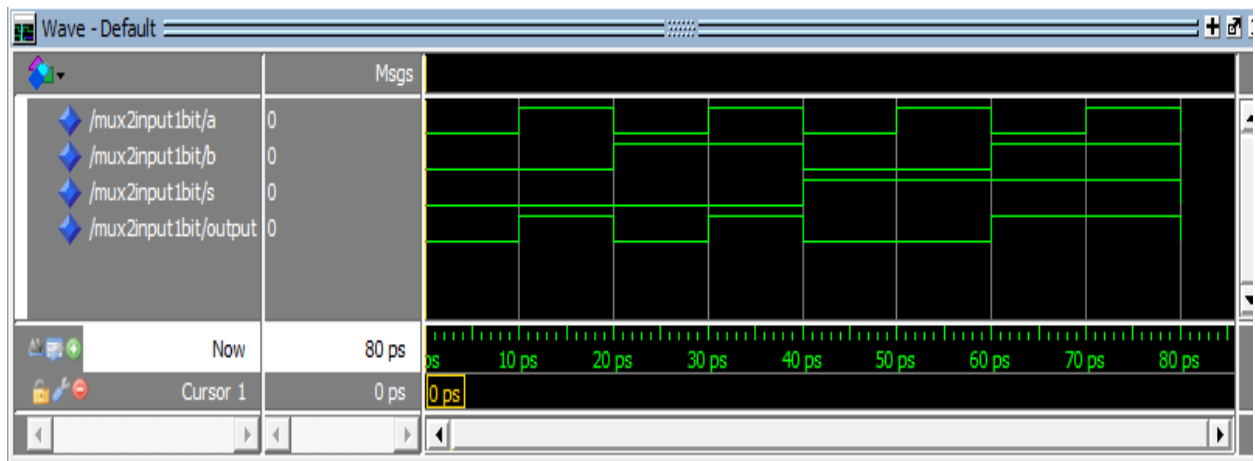 Wave - Default
Msgs
/mux2input1bit/a 0
/mux2input1bit/b 0
/mux2input1bit/s 0
/mux2input1bit/output 0
Now 80 ps
ps 10 ps 20 ps 30 ps 40 ps 50 ps 60 ps 70 ps 80 ps
Cursor 1 0 ps 0 ps